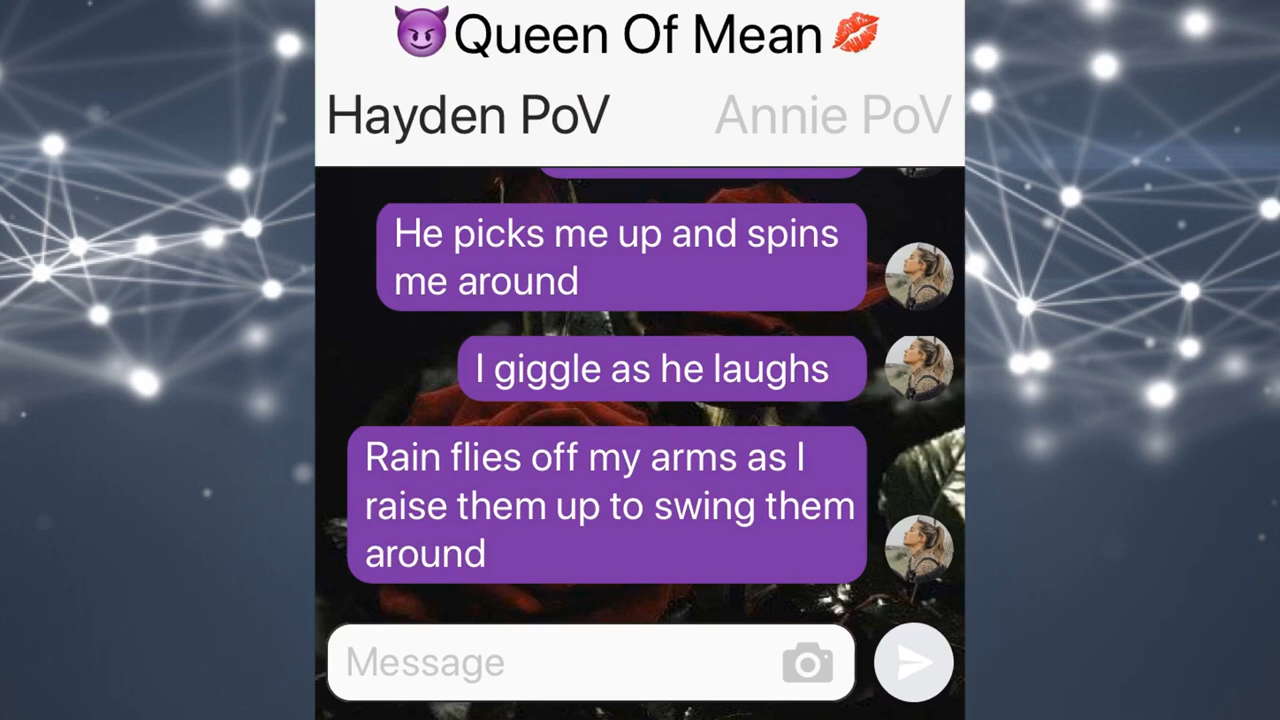 😈Queen Of Mean💋
Hayden PoV
Annie PoV
He picks me up and spins
me around
I giggle as he laughs
Rain flies off my arms as I
raise them up to swing them
around
Message